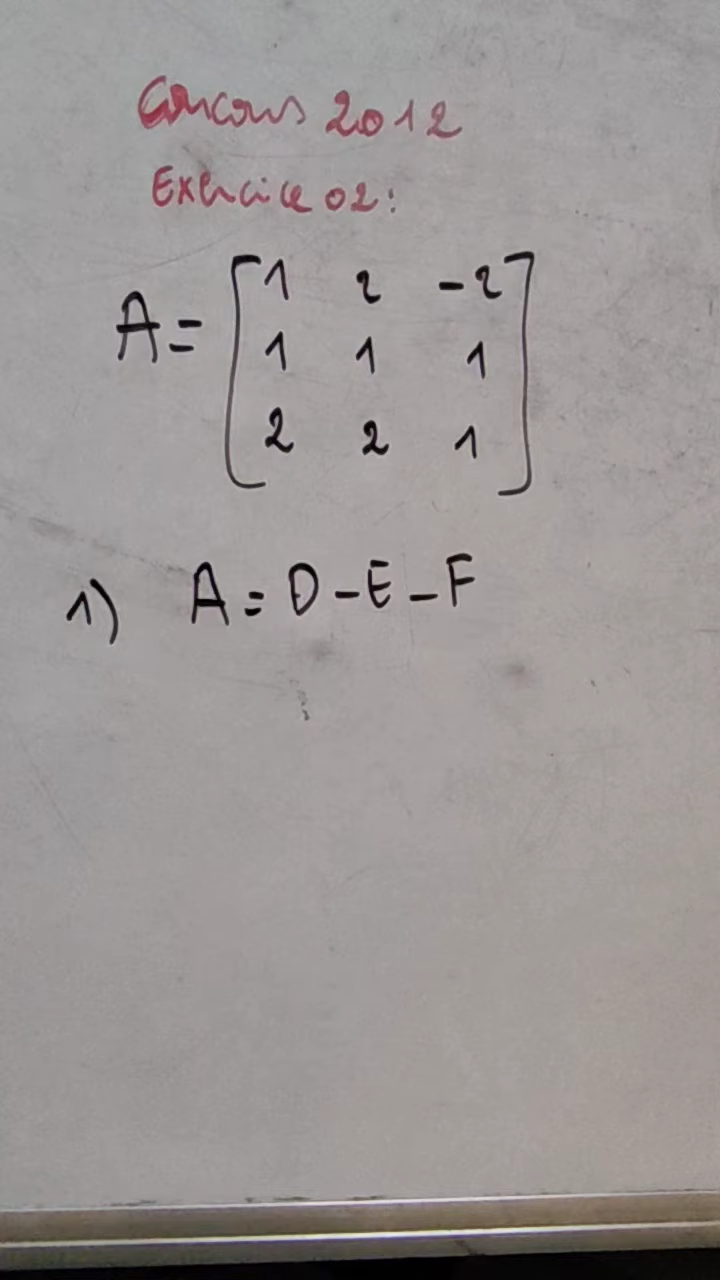 Concours 2012
Exercice 02:
A = [1 2 -2
1 1 1
2 2 1]
1) A = D - E - F